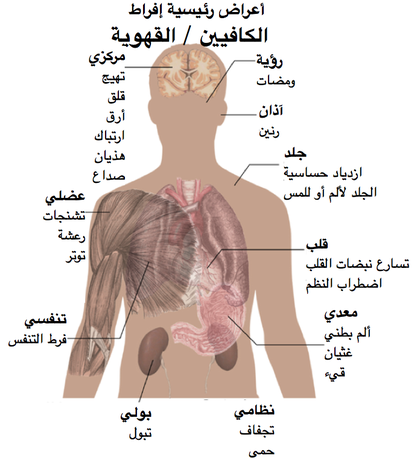 أعراض رئيسية إفراط
الكافيين / القهوية
مركزي
تهيج
قلق
أرق
ارتباك
هذيان
صداع
رؤية
ومضات
آذان
رنين
جلد
ازدياد حساسية
الجلد لألم أو للمس
عضلي
تشنجات
رعشة
توتر
قلب
تسارع نبضات القلب
اضطراب النظم
تنفسي
فرط التنفس
معدي
ألم بطني
غثيان
قيء
بولي
تبول
نظامي
تجفاف
حمى